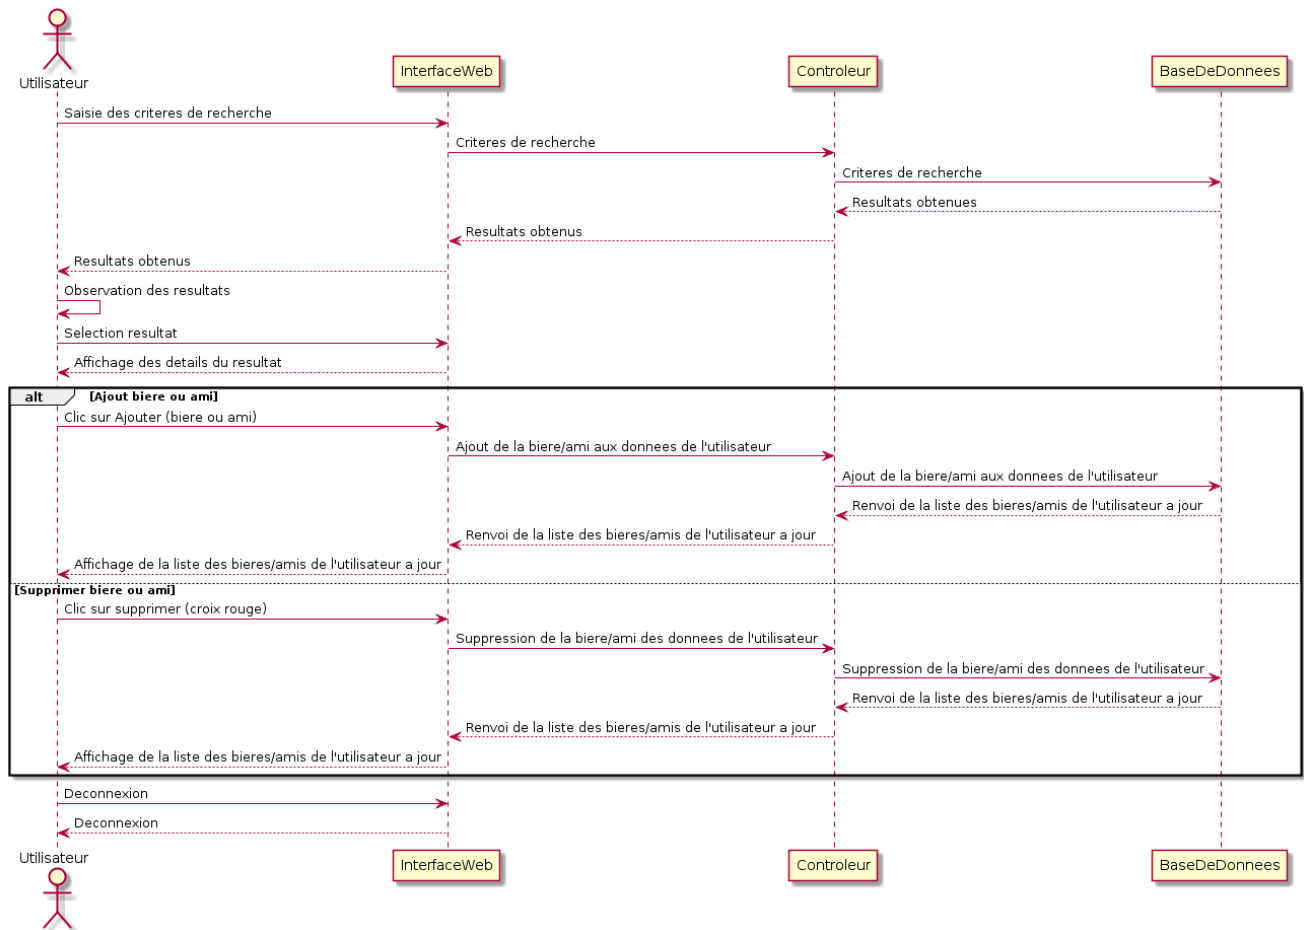 Utilisateur
InterfaceWeb
Controleur
BaseDeDonnees
Saisie des criteres de recherche
Criteres de recherche
Criteres de recherche
Resultats obtenues
Resultats obtenus
Resultats obtenus
Observation des resultats
Selection resultat
Affichage des details du resultat
alt [Ajout biere ou ami]
Clic sur Ajouter (biere ou ami)
Ajout de la biere/ami aux donnees de l'utilisateur
Ajout de la biere/ami aux donnees de l'utilisateur
Renvoi de la liste des bieres/amis de l'utilisateur a jour
Renvoi de la liste des bieres/amis de l'utilisateur a jour
Affichage de la liste des bieres/amis de l'utilisateur a jour
[Supprimer biere ou ami]
Clic sur supprimer (croix rouge)
Suppression de la biere/ami des donnees de l'utilisateur
Suppression de la biere/ami des donnees de l'utilisateur
Renvoi de la liste des bieres/amis de l'utilisateur a jour
Renvoi de la liste des bieres/amis de l'utilisateur a jour
Affichage de la liste des bieres/amis de l'utilisateur a jour
Deconnexion
Deconnexion
Utilisateur
InterfaceWeb
Controleur
BaseDeDonnees